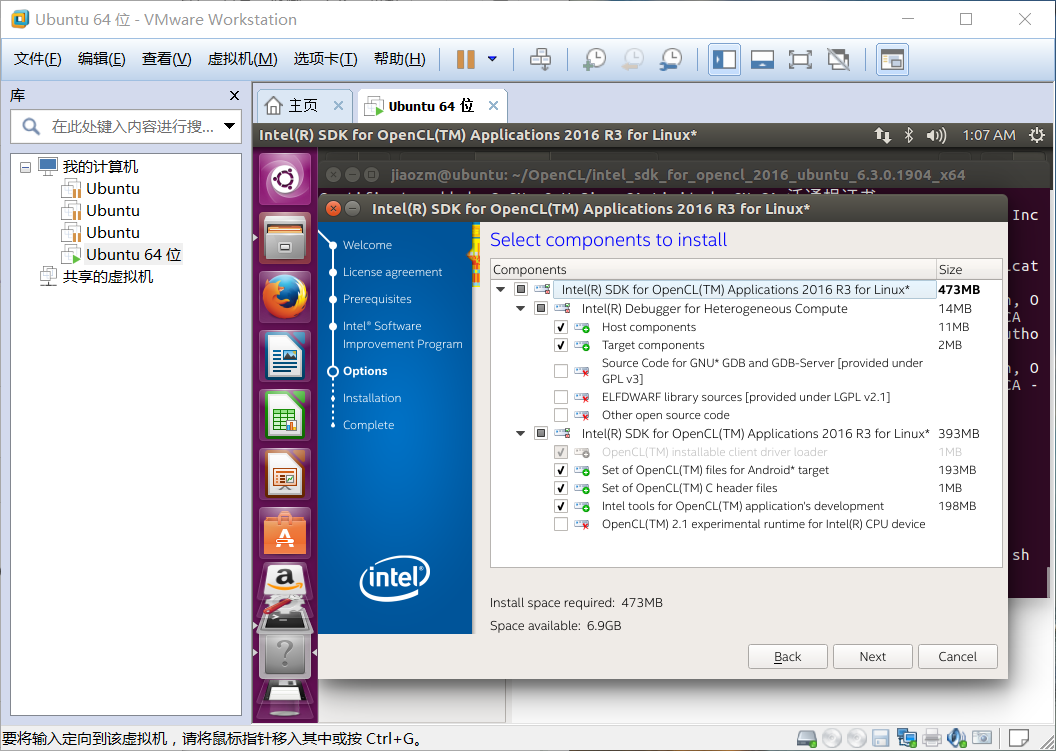 Ubuntu 64 位 - VMware Workstation
文件(F) 编辑(E) 查看(V) 虚拟机(M) 选项卡(T) 帮助(H)
库
在此处键入内容进行搜...
我的计算机
Ubuntu
Ubuntu
Ubuntu
Ubuntu 64 位
共享的虚拟机
主页
Ubuntu 64 位
Intel(R) SDK for OpenCL(TM) Applications 2016 R3 for Linux*
1:07 AM
jiaozm@ubuntu: ~/OpenCL/intel_sdk_for_opencl_2016_ubuntu_6.3.0.1904_x64
Inc
Intel(R) SDK for OpenCL(TM) Applications 2016 R3 for Linux*
Welcome
License agreement
Prerequisites
Intel® Software
Improvement Program
Options
Installation
Complete
intel
Select components to install
Components Size
Intel(R) SDK for OpenCL(TM) Applications 2016 R3 for Linux* 473MB
Intel(R) Debugger for Heterogeneous Compute 14MB
Host components 11MB
Target components 2MB
Source Code for GNU* GDB and GDB-Server [provided under
GPL v3]
ELFDWARF library sources [provided under LGPL v2.1]
Other open source code
Intel(R) SDK for OpenCL(TM) Applications 2016 R3 for Linux* 393MB
OpenCL(TM) installable client driver loader 1MB
Set of OpenCL(TM) files for Android* target 193MB
Set of OpenCL(TM) C header files 1MB
Intel tools for OpenCL(TM) application's development 198MB
OpenCL(TM) 2.1 experimental runtime for Intel(R) CPU device
Install space required: 473MB
Space available: 6.9GB
Back Next Cancel
icat
n, O
CA
utho
n, O
CA -
sh
要将输入定向到该虚拟机，请将鼠标指针移入其中或按 Ctrl+G。